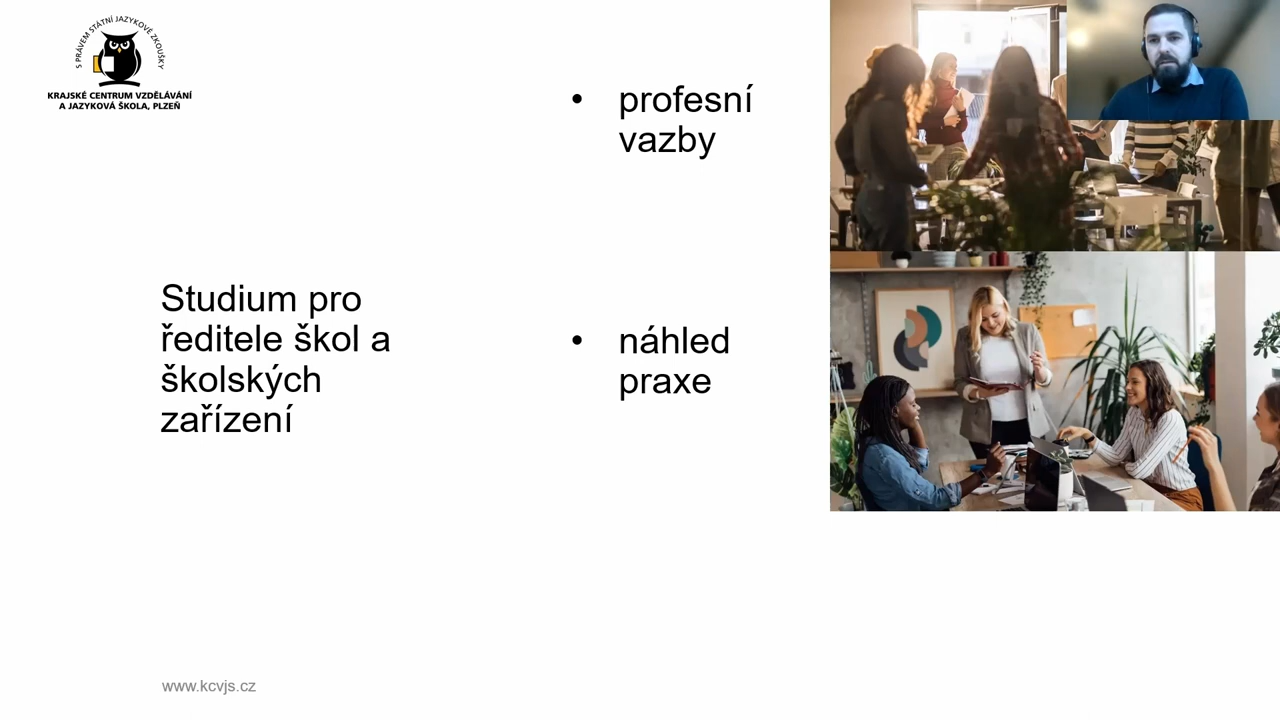 S PRÁVEM STÁTNÍ JAZYKOVÉ ZKOUŠKY
KRAJSKÉ CENTRUM VZDĚLÁVÁNÍ
A JAZYKOVÁ ŠKOLA, PLZEŇ
Studium pro
ředitele škol a
školských
zařízení
• profesní
vazby
• náhled
praxe
www.kcvjs.cz